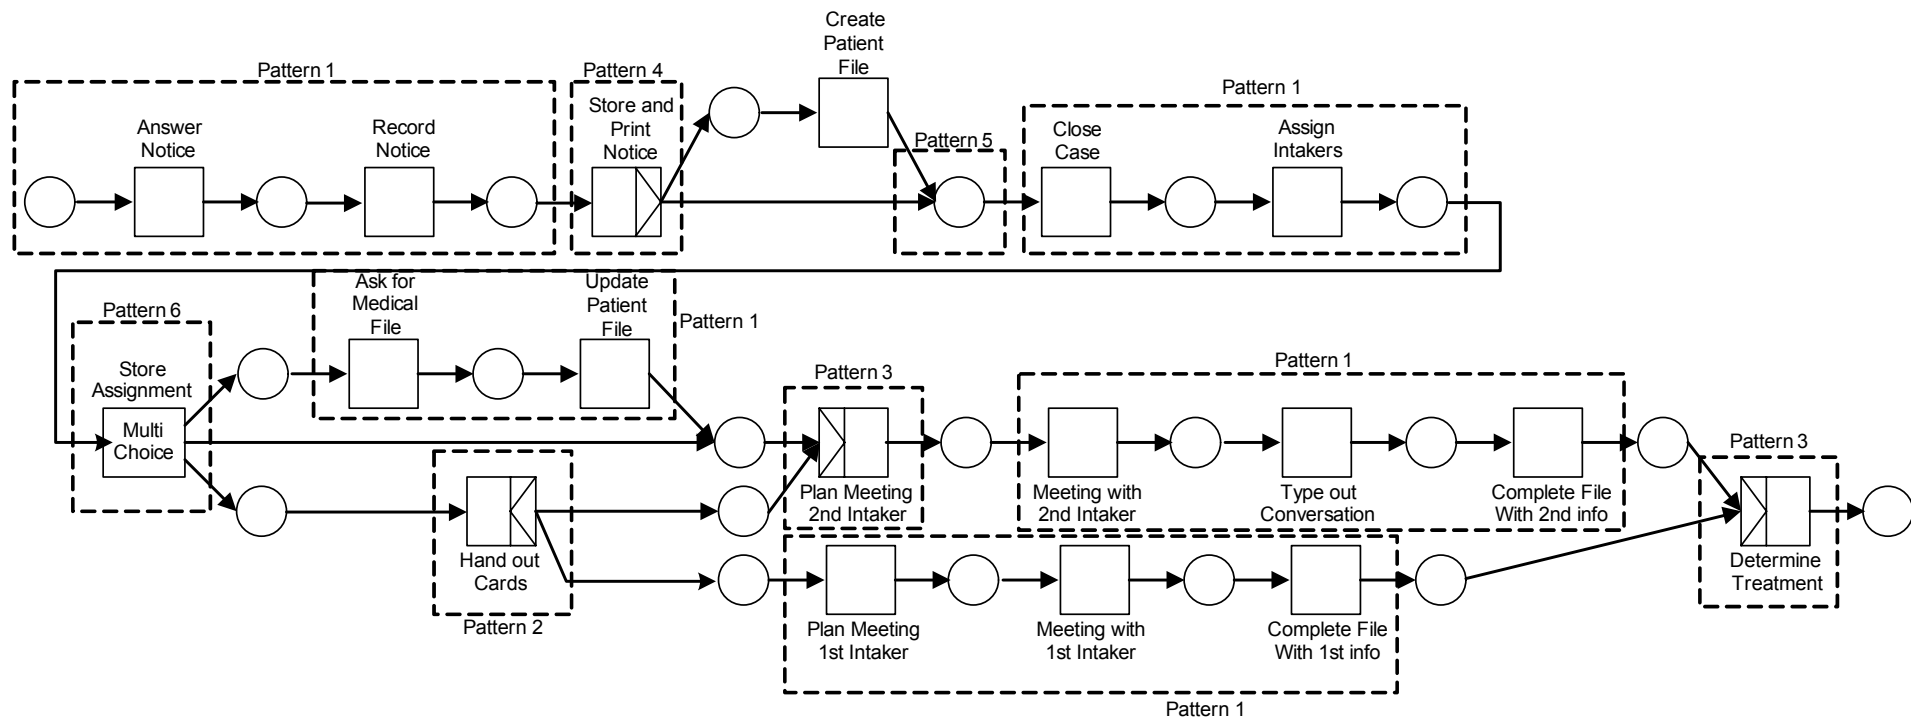 Create
Patient
File
Pattern 1
Pattern 4
Pattern 1
Answer
Notice
Record
Notice
Store and
Print
Notice
Pattern 5
Close
Case
Assign
Intakers
Pattern 6
Ask for
Medical
File
Update
Patient
File
Pattern 1
Store
Assignment
Multi
Choice
Pattern 3
Pattern 1
Pattern 3
Plan Meeting
2nd Intaker
Meeting with
2nd Intaker
Type out
Conversation
Complete File
With 2nd info
Hand out
Cards
Pattern 2
Determine
Treatment
Plan Meeting
1st Intaker
Meeting with
1st Intaker
Complete File
With 1st info
Pattern 1